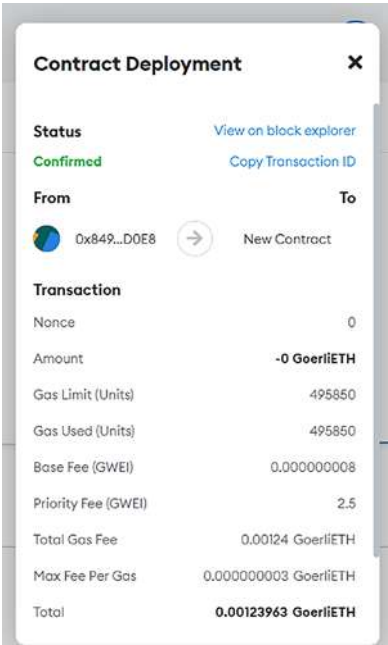 Contract Deployment
Status View on block explorer
Confirmed Copy Transaction ID
From To
0x849...D0E8 New Contract
Transaction
Nonce 0
Amount -0 GoerliETH
Gas Limit (Units) 495850
Gas Used (Units) 495850
Base Fee (GWEI) 0.000000008
Priority Fee (GWEI) 2.5
Total Gas Fee 0.00124 GoerliETH
Max Fee Per Gas 0.000000003 GoerliETH
Total 0.00123963 GoerliETH